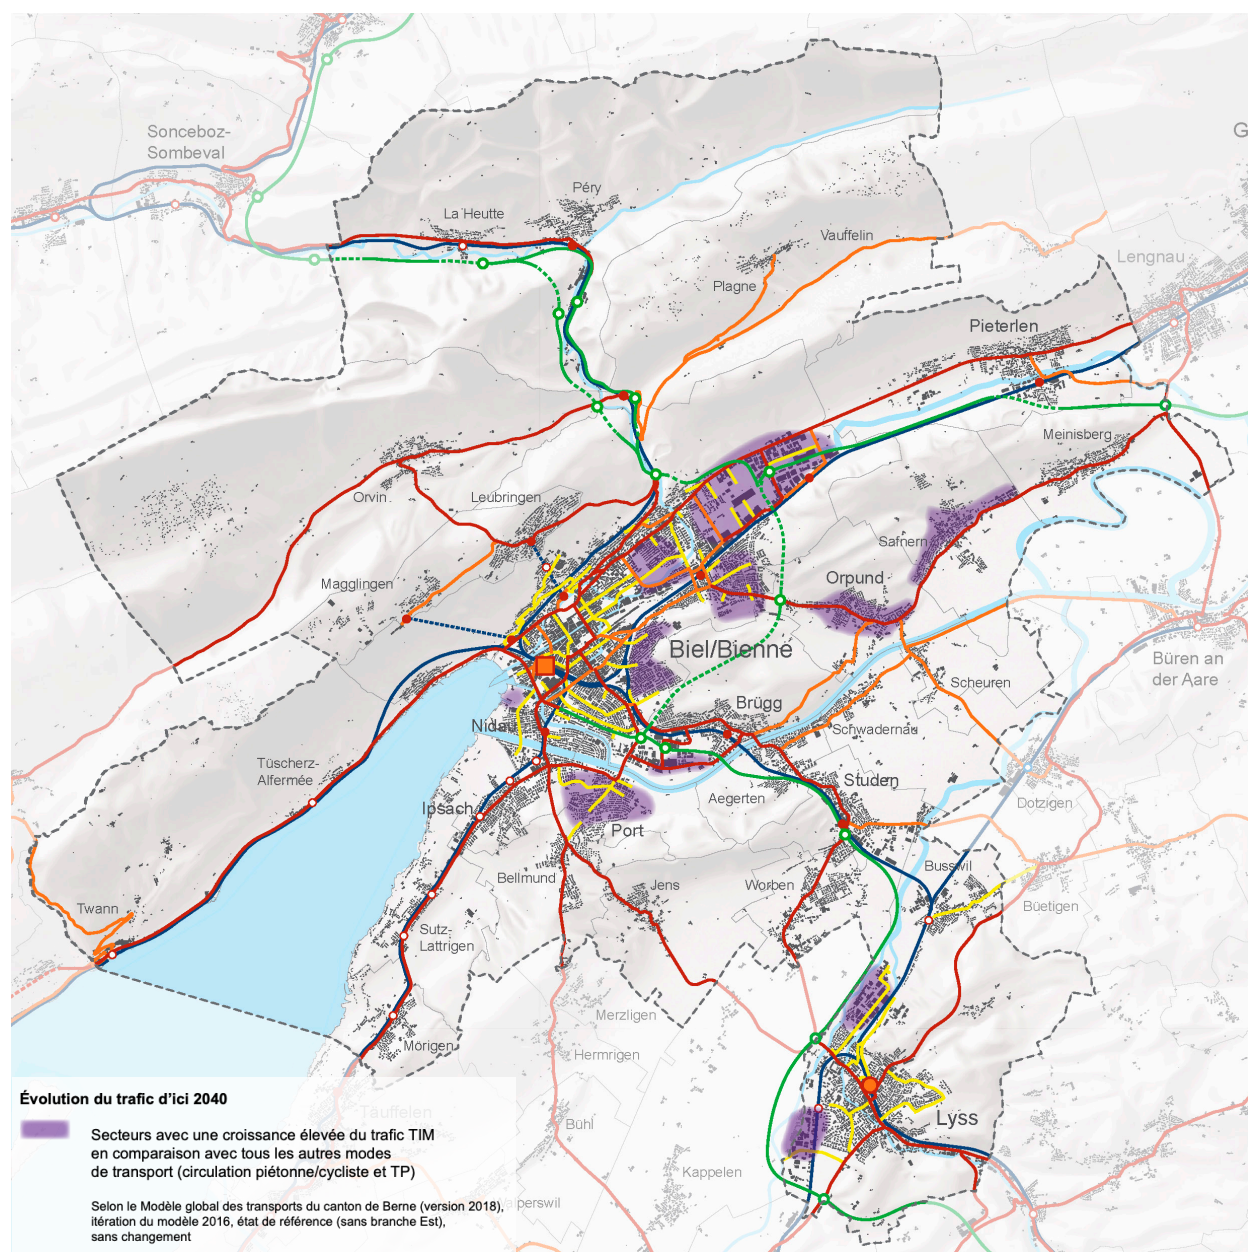 G
Sonceboz-
Sombeval
Péry
La Heutte
Vauffelin
Lengnau
Plagne
Pieterlen
Meinisberg
Orvin
Leubringen
Safnern
Magglingen
Orpund
Biel/Bienne
Büren an
der Aare
Scheuren
Brügg
Nidau
Schwadernau
Tüscherz-
Alfermée
Studen
Aegerten
Dotzigen
Ipsach
Port
Busswil
Bellmund
Jens
Worben
Büetigen
Twann
Sutz-
Lattrigen
Merzligen
Mörigen
Hermrigen
Évolution du trafic d'ici 2040
Täuffelen
Bühl
Lyss
Secteurs avec une croissance élevée du trafic TIM
en comparaison avec tous les autres modes
de transport (circulation piétonne/cycliste et TP)
Kappelen
Selon le Modèle global des transports du canton de Berne (version 2018),
itération du modèle 2016, état de référence (sans branche Est),
sans changement